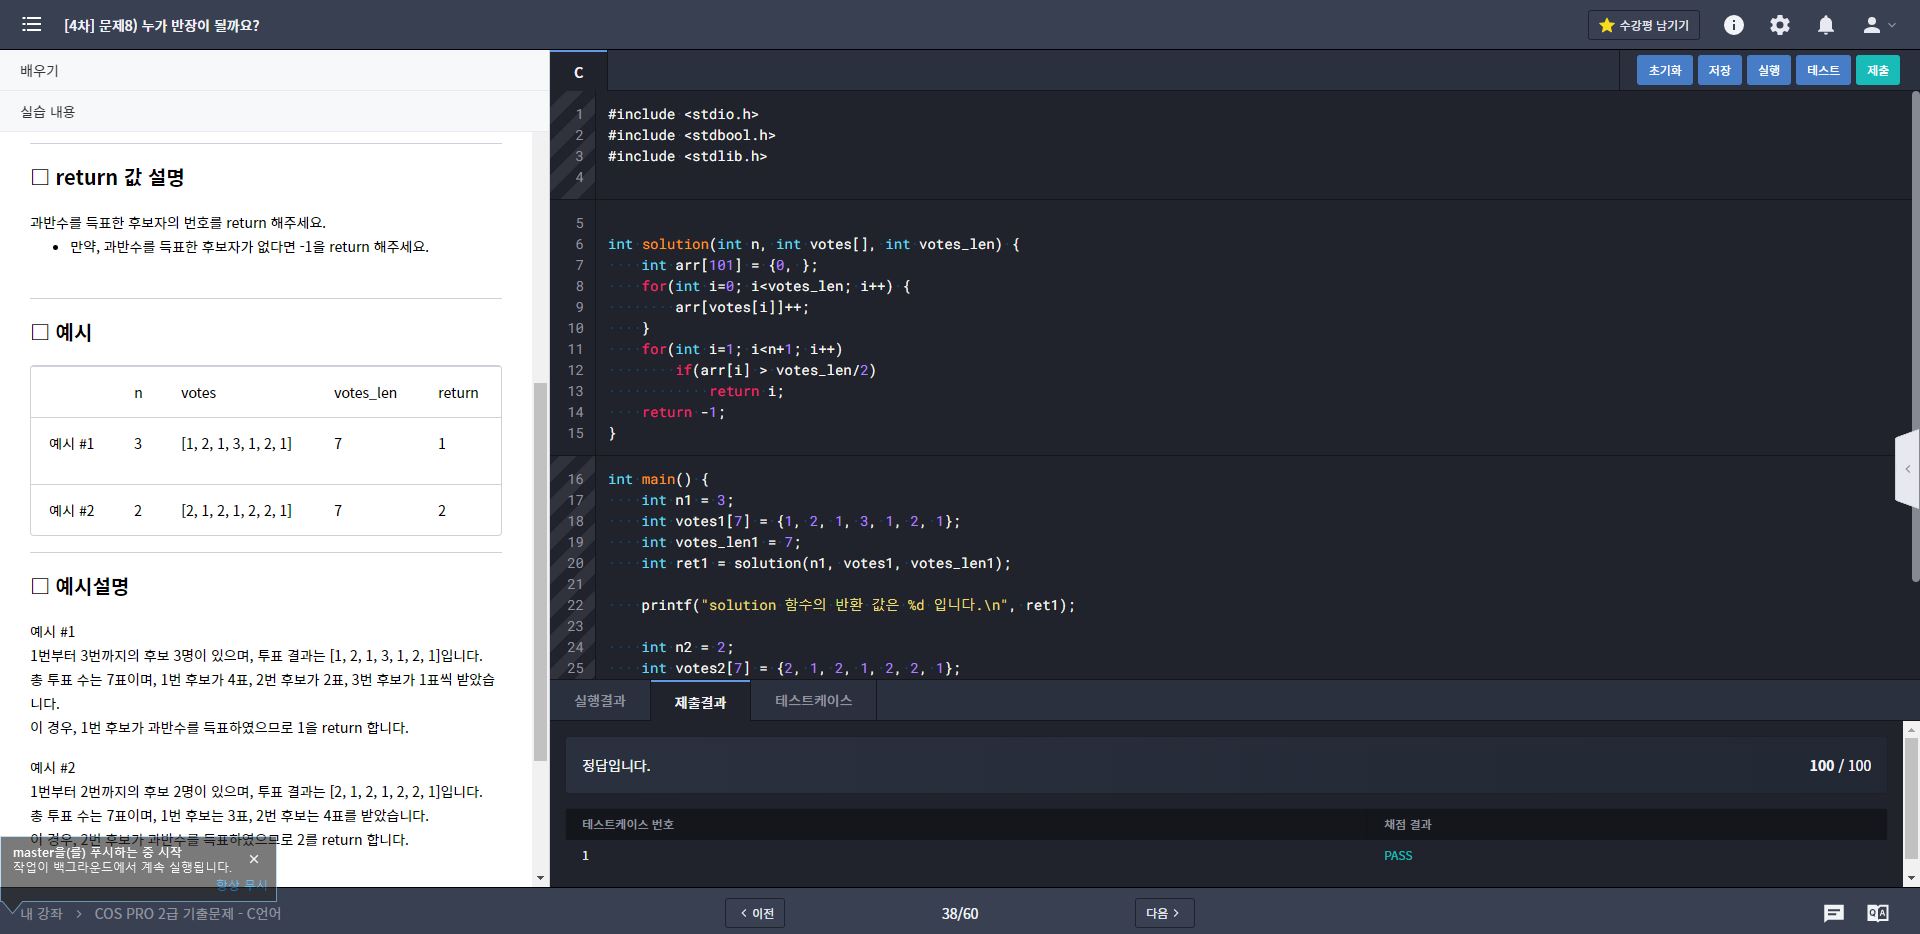 [4차] 문제8) 누가 반장이 될까요?
수강평 남기기
배우기
실습 내용
return 값 설명
과반수를 득표한 후보자의 번호를 return 해주세요.
만약, 과반수를 득표한 후보자가 없다면 -1을 return 해주세요.
예시
n votes votes_len return
예시 #1 3 [1, 2, 1, 3, 1, 2, 1] 7 1
예시 #2 2 [2, 1, 2, 1, 2, 2, 1] 7 2
예시설명
예시 #1
1번부터 3번까지의 후보 3명이 있으며, 투표 결과는 [1, 2, 1, 3, 1, 2, 1]입니다.
총 투표 수는 7표이며, 1번 후보가 4표, 2번 후보가 2표, 3번 후보가 1표씩 받았습
니다.
이 경우, 1번 후보가 과반수를 득표하였으므로 1을 return 합니다.
예시 #2
1번부터 2번까지의 후보 2명이 있으며, 투표 결과는 [2, 1, 2, 1, 2, 2, 1]입니다.
총 투표 수는 7표이며, 1번 후보는 3표, 2번 후보는 4표를 받았습니다.
이 경우, 2번 후보가 과반수를 득표하였으므로 2를 return 합니다.
master을(를) 푸시하는 중 시작
작업이 백그라운드에서 계속 실행됩니다.
항상 무시
C
초기화 저장 실행 테스트 제출
1 #include <stdio.h>
2 #include <stdbool.h>
3 #include <stdlib.h>
4
5
6 int solution(int n, int votes[], int votes_len) {
7 int arr[101] = {0, };
8 for(int i=0; i<votes_len; i++) {
9 arr[votes[i]]++;
10 }
11 for(int i=1; i<n+1; i++)
12 if(arr[i] > votes_len/2)
13 return i;
14 return -1;
15 }
16 int main() {
17 int n1 = 3;
18 int votes1[7] = {1, 2, 1, 3, 1, 2, 1};
19 int votes_len1 = 7;
20 int ret1 = solution(n1, votes1, votes_len1);
21
22 printf("solution 함수의 반환 값은 %d 입니다.\n", ret1);
23
24 int n2 = 2;
25 int votes2[7] = {2, 1, 2, 1, 2, 2, 1};
실행결과 제출결과 테스트케이스
정답입니다. 100 / 100
테스트케이스 번호 채점 결과
1 PASS
내 강좌 > COS PRO 2급 기출문제 - C언어
< 이전 38/60 다음 >